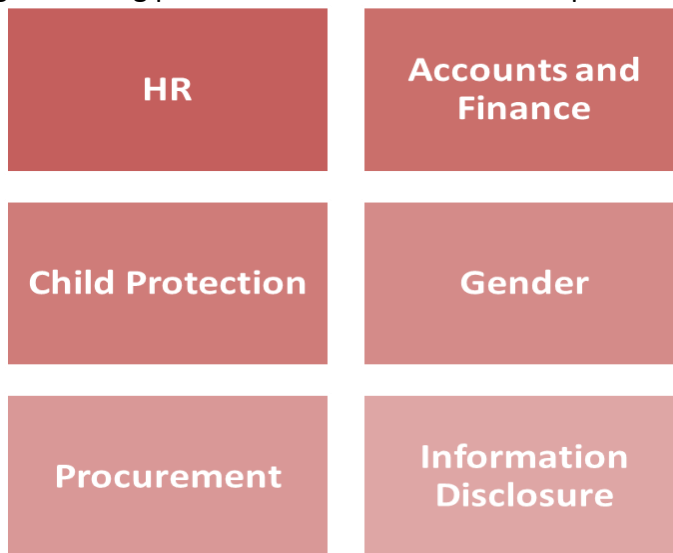 HR
Accounts and
Finance
Child Protection
Gender
Procurement
Information
Disclosure